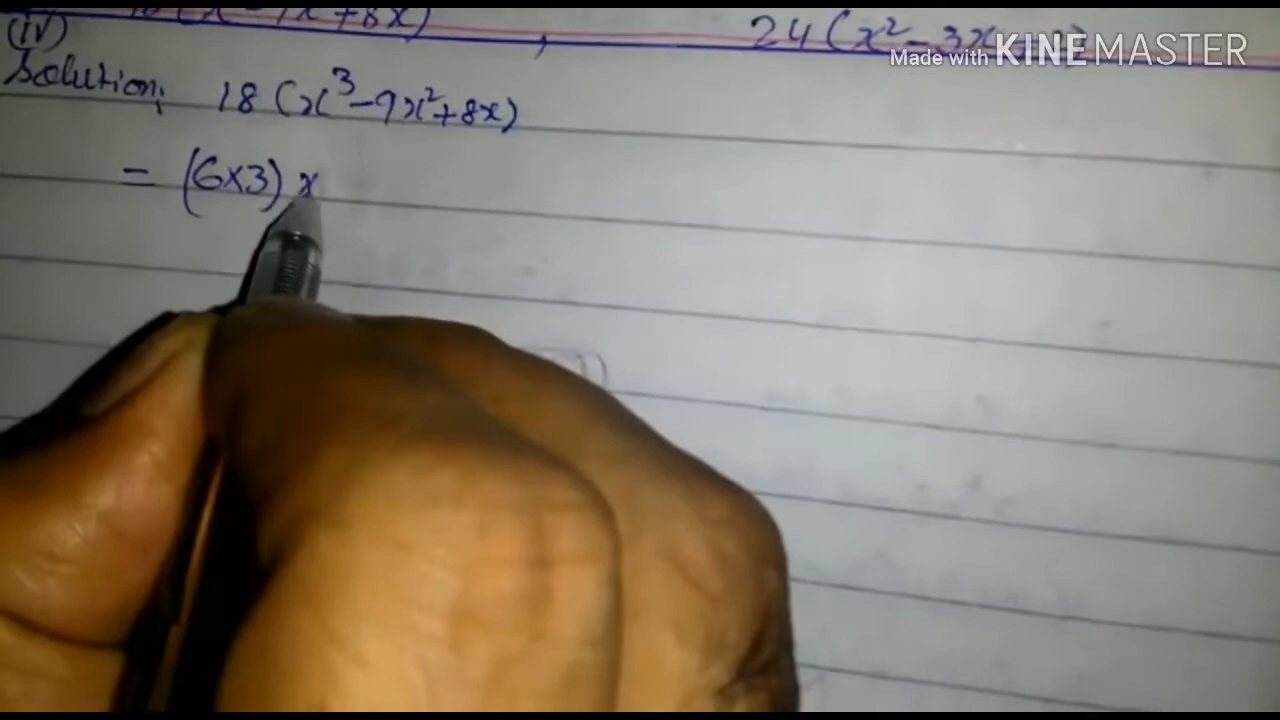 (iv) , 24 (x² - 3x
Made with KINEMASTER
Solution: 18 (x³-9x²+8x)
= (6×3) x